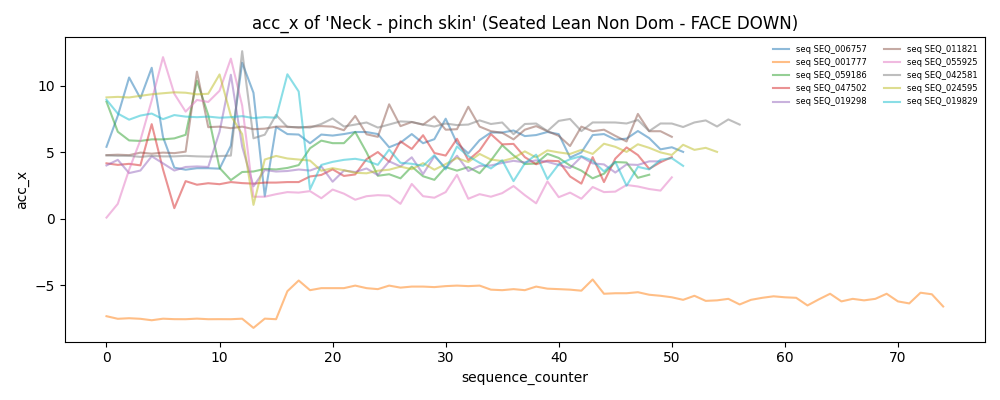 acc_x of 'Neck - pinch skin' (Seated Lean Non Dom - FACE DOWN)
seq SEQ_006757
seq SEQ_001777
seq SEQ_059186
seq SEQ_047502
seq SEQ_019298
seq SEQ_011821
seq SEQ_055925
seq SEQ_042581
seq SEQ_024595
seq SEQ_019829
acc_x
10
5
0
−5
0 10 20 30 40 50 60 70
sequence_counter